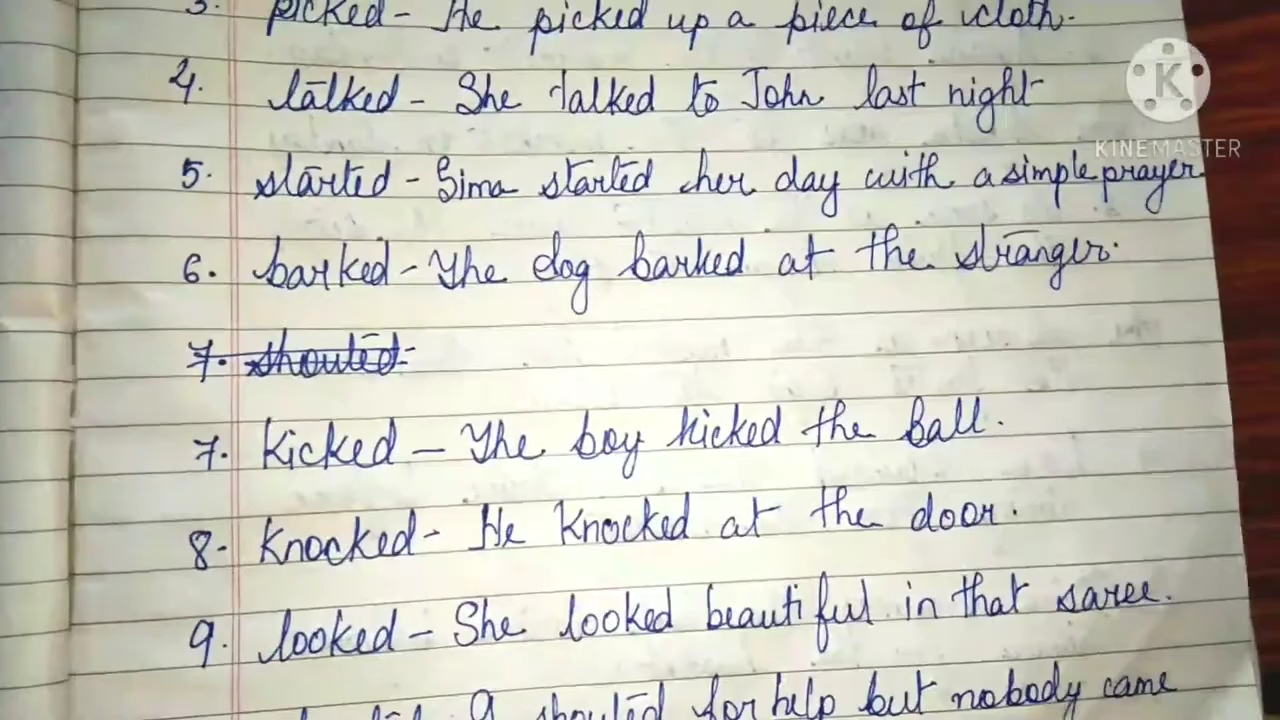 3. picked - He picked up a piece of cloth.
4. talked - She talked to John last night
KINEMASTER
5. started - Sima started her day with a simple prayer
6. barked - The dog barked at the stranger.
7. shouted -
7. Kicked - The boy kicked the ball.
8. Knocked - He Knocked at the door.
9. looked - She looked beautiful in that saree.
I shouted for help but nobody came